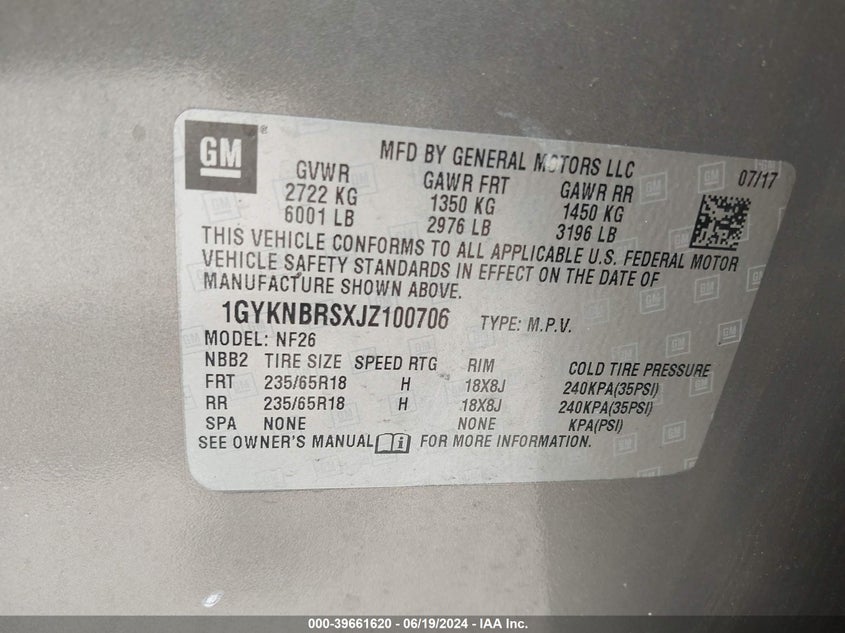 GM®
MFD BY GENERAL MOTORS LLC
07/17
GVWR GAWR FRT GAWR RR
2722 KG 1350 KG 1450 KG
6001 LB 2976 LB 3196 LB
THIS VEHICLE CONFORMS TO ALL APPLICABLE U.S. FEDERAL MOTOR
VEHICLE SAFETY STANDARDS IN EFFECT ON THE DATE OF
MANUFACTURE SHOWN ABOVE.
1GYKNBRSXJZ100706 TYPE: M.P.V.
MODEL: NF26
NBB2 TIRE SIZE SPEED RTG RIM COLD TIRE PRESSURE
FRT 235/65R18 H 18X8J 240KPA(35PSI)
RR 235/65R18 H 18X8J 240KPA(35PSI)
SPA NONE NONE KPA(PSI)
SEE OWNER'S MANUAL i FOR MORE INFORMATION.
000-39661620 - 06/19/2024 - IAA Inc.